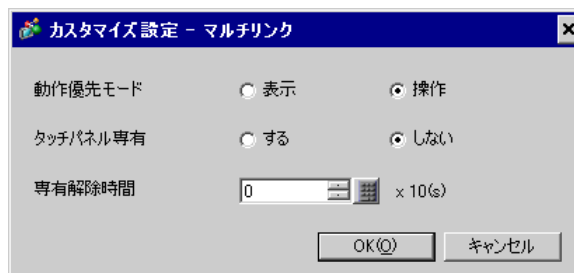 カスタマイズ設定 - マルチリンク
動作優先モード 表示 操作
タッチパネル専有 する しない
専有解除時間 0 × 10(s)
OK(O) キャンセル